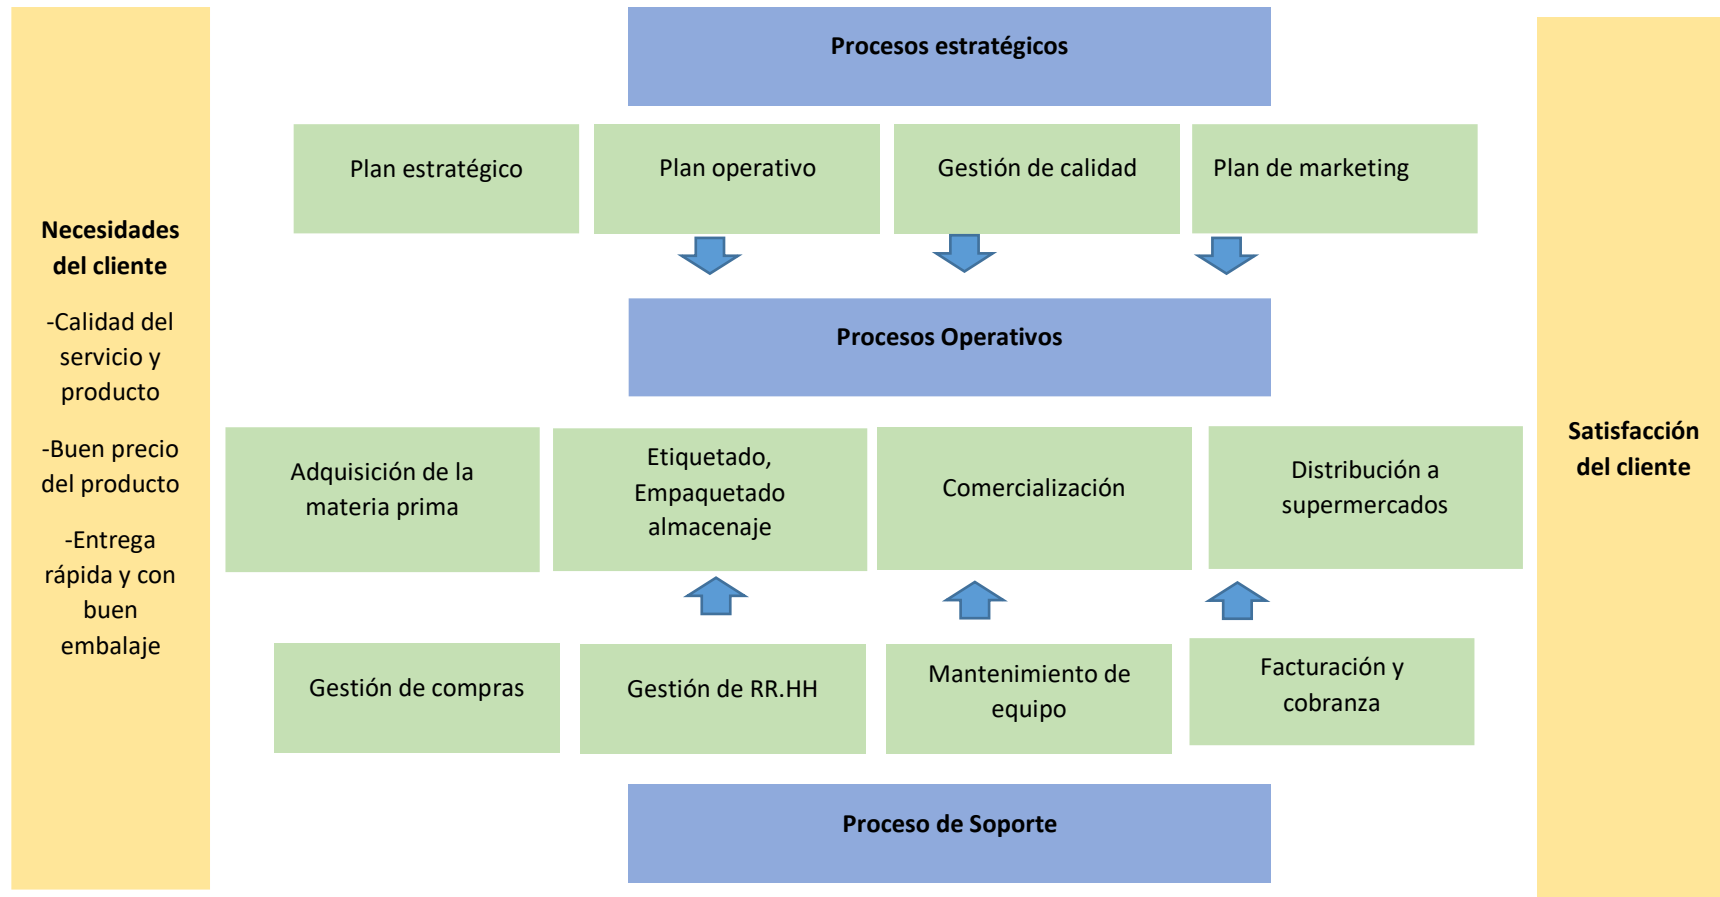 Procesos estratégicos
Plan estratégico
Plan operativo
Gestión de calidad
Plan de marketing
Necesidades
del cliente
-Calidad del
servicio y
producto
-Buen precio
del producto
-Entrega
rápida y con
buen
embalaje
Procesos Operativos
Adquisición de la
materia prima
Etiquetado,
Empaquetado
almacenaje
Comercialización
Distribución a
supermercados
Satisfacción
del cliente
Gestión de compras
Gestión de RR.HH
Mantenimiento de
equipo
Facturación y
cobranza
Proceso de Soporte